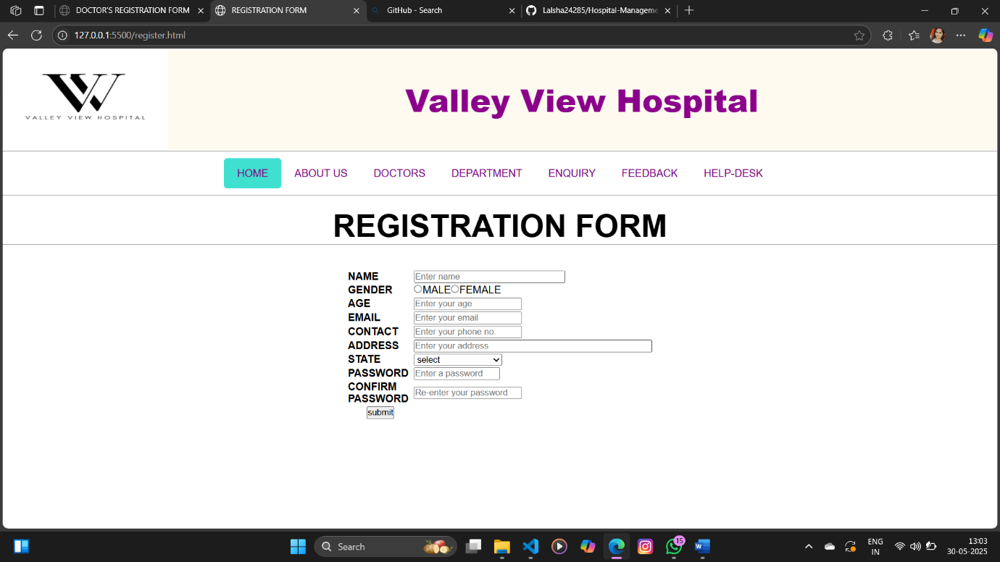 DOCTOR'S REGISTRATION FORM
REGISTRATION FORM
GitHub - Search
Lalsha24285/Hospital-Manageme
127.0.0.1:5500/register.html
VALLEY VIEW HOSPITAL
Valley View Hospital
HOME ABOUT US DOCTORS DEPARTMENT ENQUIRY FEEDBACK HELP-DESK
REGISTRATION FORM
NAME Enter name
GENDER MALE FEMALE
AGE Enter your age
EMAIL Enter your email
CONTACT Enter your phone no.
ADDRESS Enter your address
STATE select
PASSWORD Enter a password
CONFIRM
PASSWORD Re-enter your password
submit
Search
15
ENG
IN
13:03
30-05-2025